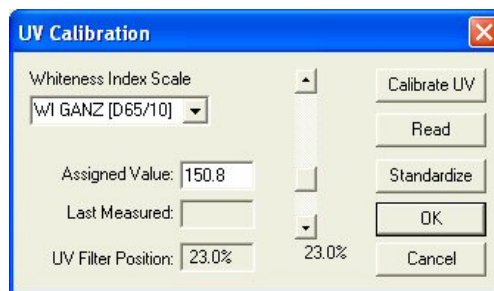 UV Calibration
Whiteness Index Scale
WI GANZ [D65/10]
Assigned Value: 150.8
Last Measured:
UV Filter Position: 23.0%
23.0%
Calibrate UV
Read
Standardize
OK
Cancel